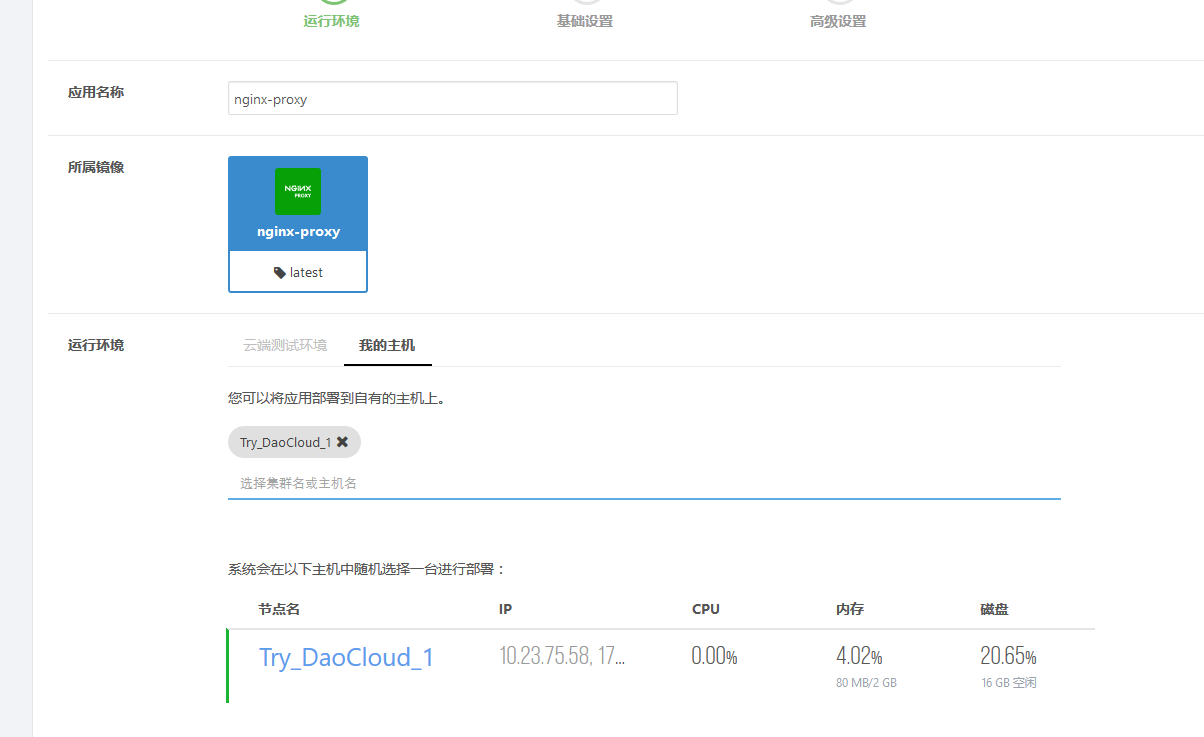 运行环境 基础设置 高级设置
应用名称
nginx-proxy
所属镜像
NGINX
PROXY
nginx-proxy
latest
运行环境
云端测试环境 我的主机
您可以将应用部署到自有的主机上。
Try_DaoCloud_1 ✖
选择集群名或主机名
系统会在以下主机中随机选择一台进行部署：
节点名 IP CPU 内存 磁盘
Try_DaoCloud_1 10.23.75.58, 17... 0.00% 4.02% 20.65%
80 MB/2 GB 16 GB 空闲